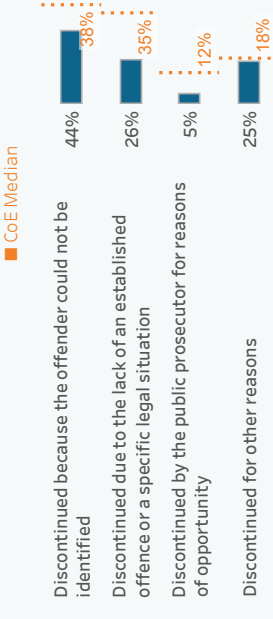 CoE Median
Discontinued because the offender could not be
identified
44%
38%
Discontinued due to the lack of an established
offence or a specific legal situation
26%
35%
Discontinued by the public prosecutor for reasons
of opportunity
5%
12%
Discontinued for other reasons
25%
18%